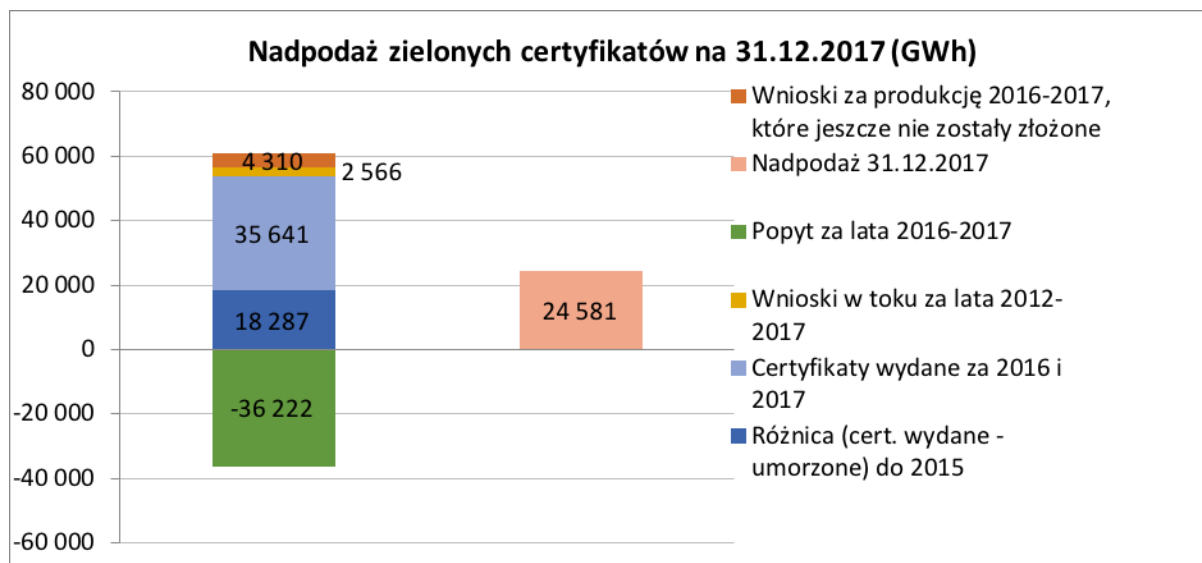 Nadpodaż zielonych certyfikatów na 31.12.2017 (GWh)
80 000
60 000
40 000
20 000
0
-20 000
-40 000
-60 000
4 310
2 566
35 641
18 287
-36 222
24 581
Wnioski za produkcję 2016-2017,
które jeszcze nie zostały złożone
Nadpodaż 31.12.2017
Popyt za lata 2016-2017
Wnioski w toku za lata 2012-
2017
Certyfikaty wydane za 2016 i
2017
Różnica (cert. wydane -
umorzone) do 2015